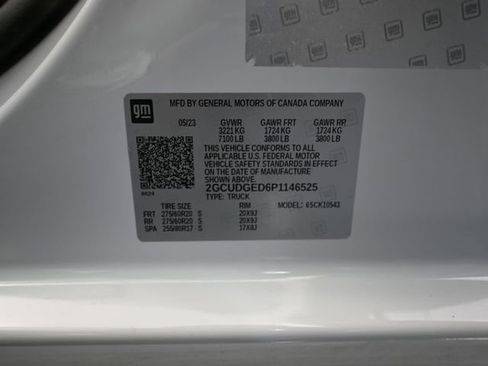 gm
MFD BY GENERAL MOTORS OF CANADA COMPANY
05/23 GVWR GAWR FRT GAWR RR
3221 KG 1724 KG 1724 KG
7100 LB 3800 LB 3800 LB
THIS VEHICLE CONFORMS TO ALL
APPLICABLE U.S. FEDERAL MOTOR
VEHICLE SAFETY STANDARDS IN EFFECT
ON THE DATE OF MANUFACTURE SHOWN ABOVE.
2GCUDGED6P1146525
TYPE: TRUCK
TIRE SIZE RIM MODEL:
FRT 275/60R20 S 20X9J
RR 275/60R20 S 20X9J
SPA 255/80R17 S 17X8J